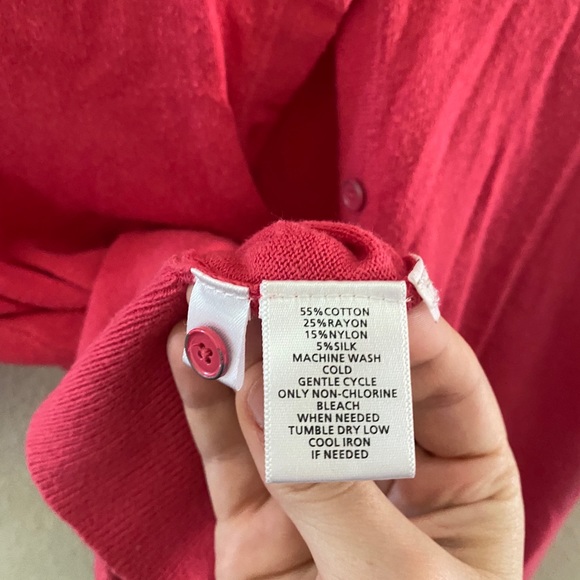 55%COTTON
25%RAYON
15%NYLON
5%SILK
MACHINE WASH
COLD
GENTLE CYCLE
ONLY NON-CHLORINE
BLEACH
WHEN NEEDED
TUMBLE DRY LOW
COOL IRON
IF NEEDED